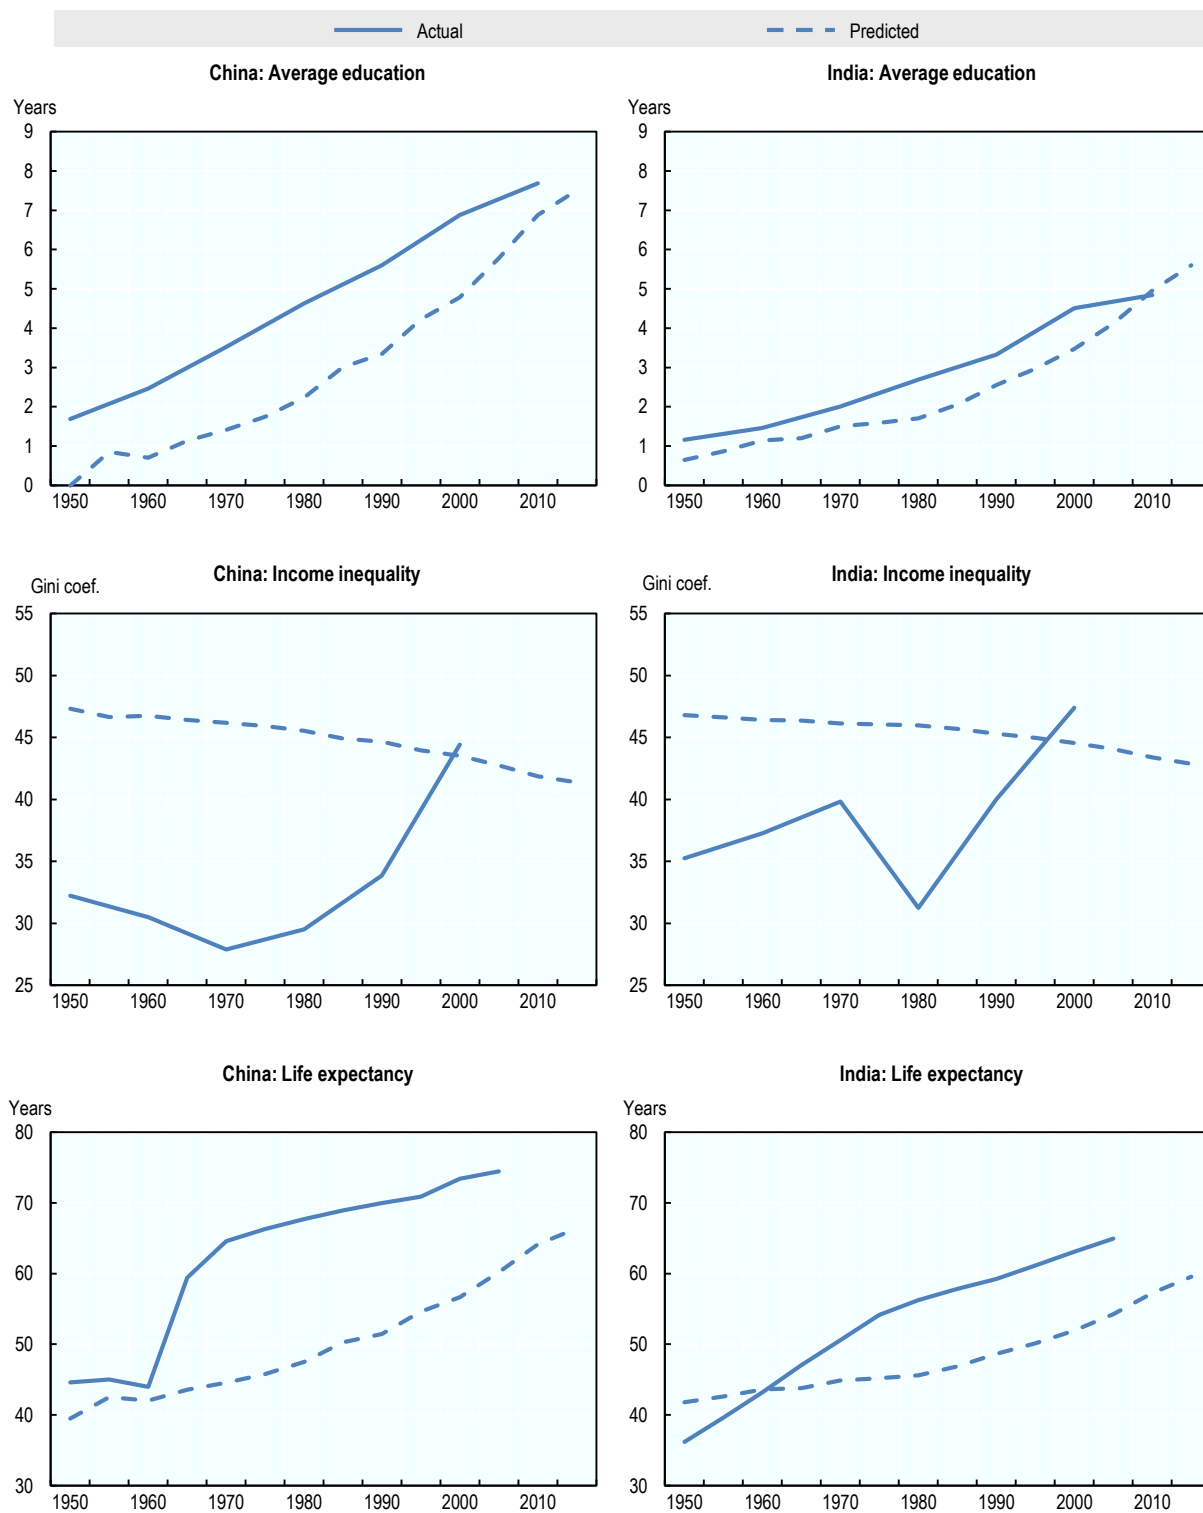 Actual Predicted
China: Average education India: Average education
Years Years
9 9
8 8
7 7
6 6
5 5
4 4
3 3
2 2
1 1
0 0
1950 1960 1970 1980 1990 2000 2010 1950 1960 1970 1980 1990 2000 2010
China: Income inequality India: Income inequality
Gini coef. Gini coef.
55 55
50 50
45 45
40 40
35 35
30 30
25 25
1950 1960 1970 1980 1990 2000 2010 1950 1960 1970 1980 1990 2000 2010
China: Life expectancy India: Life expectancy
Years Years
80 80
70 70
60 60
50 50
40 40
30 30
1950 1960 1970 1980 1990 2000 2010 1950 1960 1970 1980 1990 2000 2010